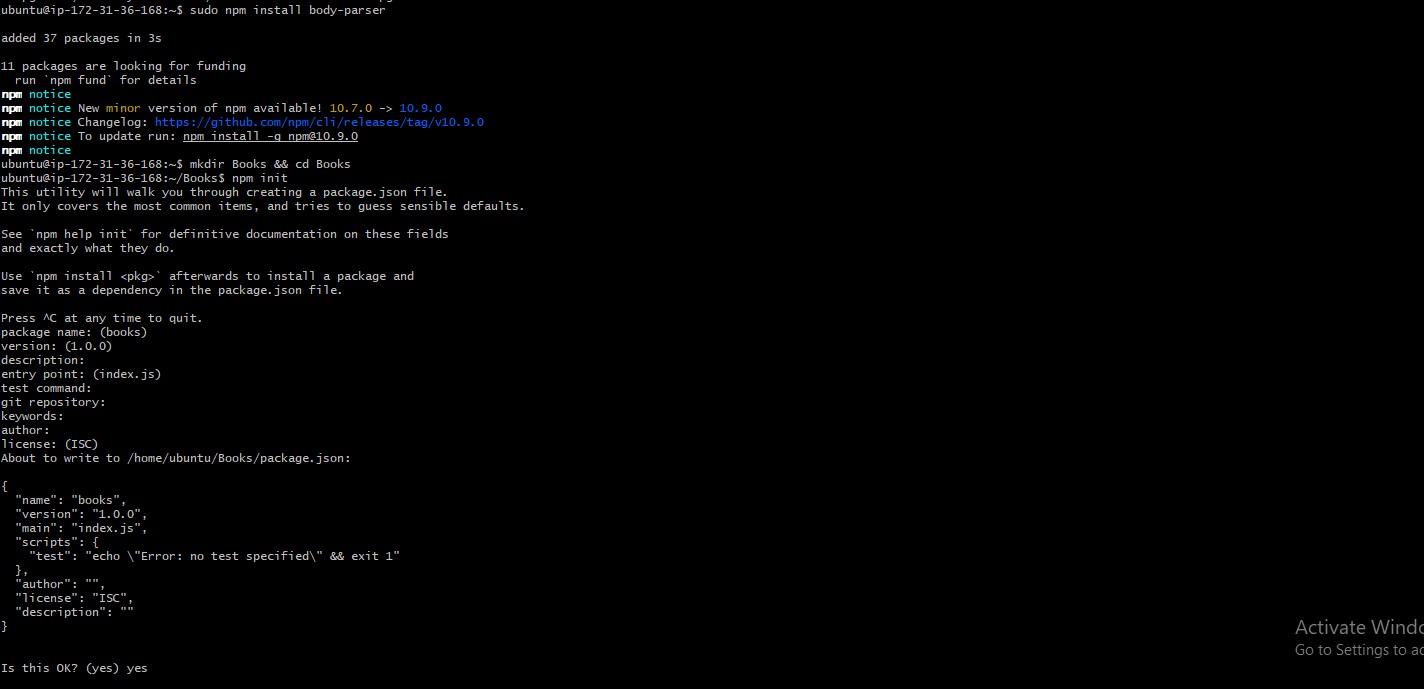 ubuntu@ip-172-31-36-168:~$ sudo npm install body-parser
added 37 packages in 3s
11 packages are looking for funding
  run `npm fund` for details
npm notice
npm notice New minor version of npm available! 10.7.0 -> 10.9.0
npm notice Changelog: https://github.com/npm/cli/releases/tag/v10.9.0
npm notice To update run: npm install -g npm@10.9.0
npm notice
ubuntu@ip-172-31-36-168:~$ mkdir Books && cd Books
ubuntu@ip-172-31-36-168:~/Books$ npm init
This utility will walk you through creating a package.json file.
It only covers the most common items, and tries to guess sensible defaults.
See `npm help init` for definitive documentation on these fields
and exactly what they do.
Use `npm install <pkg>` afterwards to install a package and
save it as a dependency in the package.json file.
Press ^C at any time to quit.
package name: (books)
version: (1.0.0)
description:
entry point: (index.js)
test command:
git repository:
keywords:
author:
license: (ISC)
About to write to /home/ubuntu/Books/package.json:
{
  "name": "books",
  "version": "1.0.0",
  "main": "index.js",
  "scripts": {
    "test": "echo \"Error: no test specified\" && exit 1"
  },
  "author": "",
  "license": "ISC",
  "description": ""
}
Is this OK? (yes) yes
Activate Windo
Go to Settings to ac